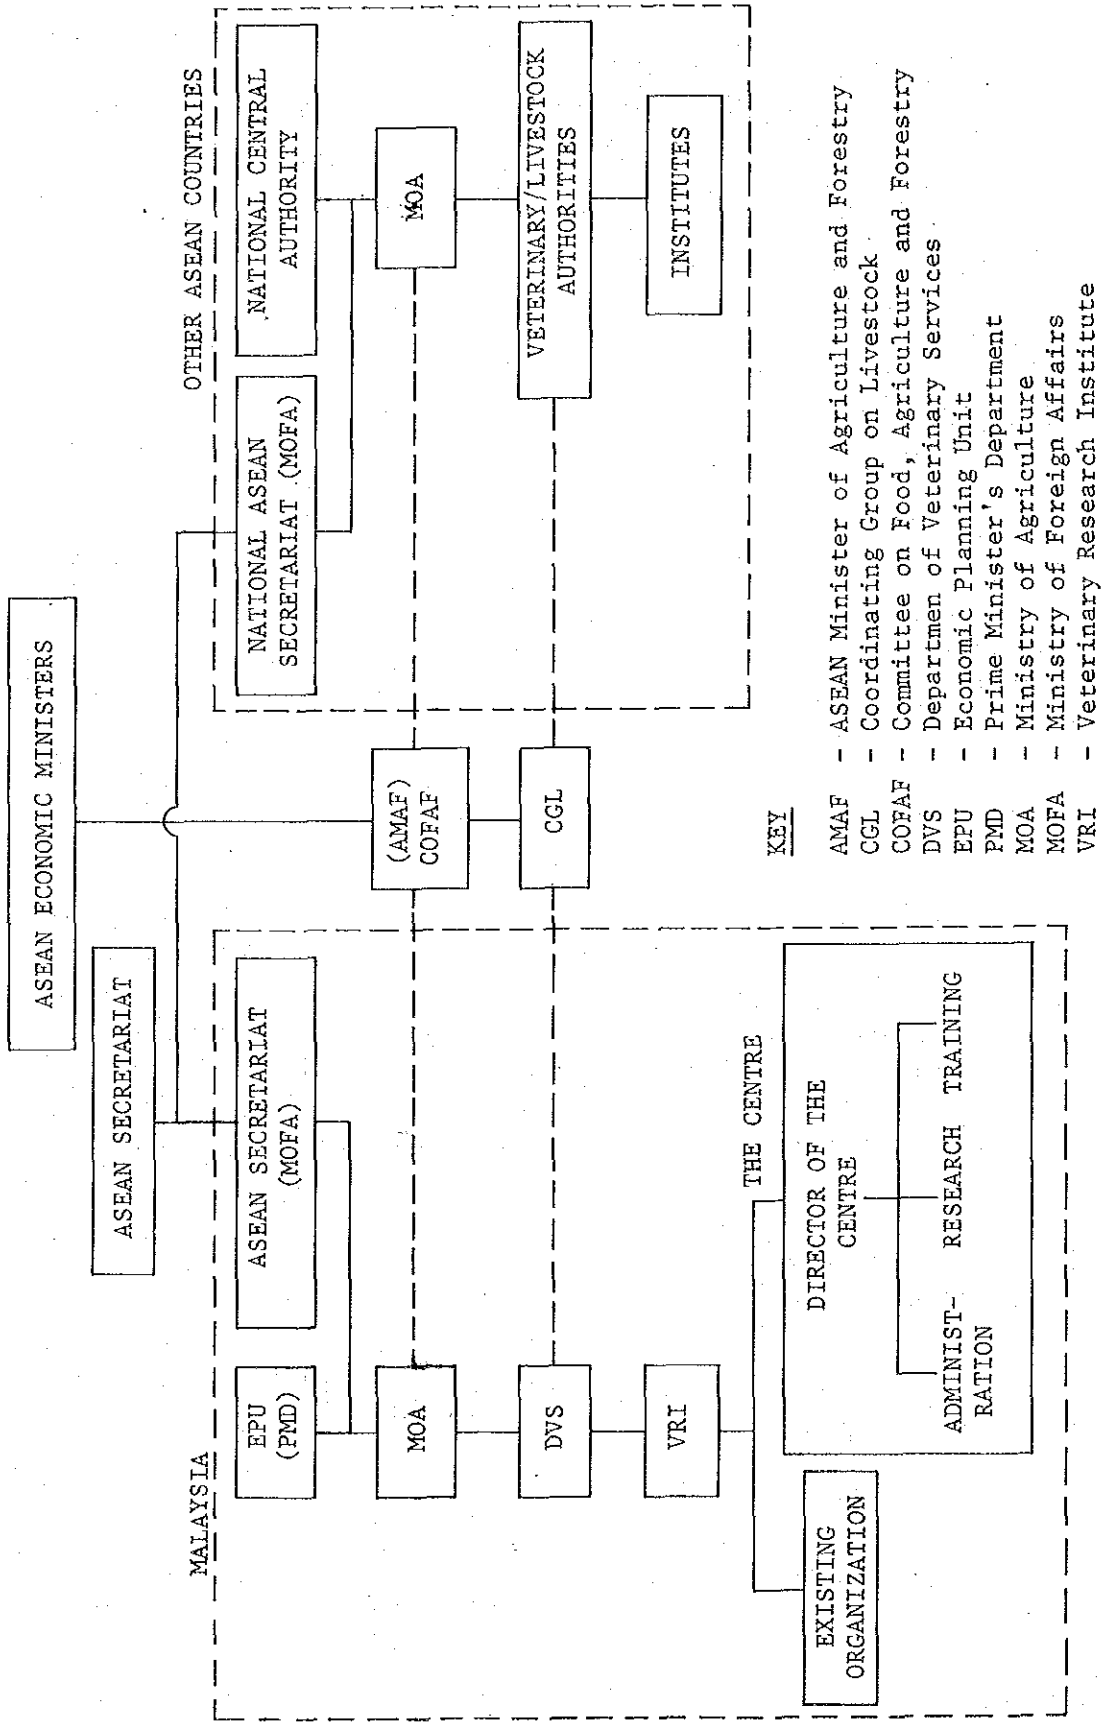 ASEAN ECONOMIC MINISTERS
ASEAN SECRETARIAT
MALAYSIA
OTHER ASEAN COUNTRIES
EPU
(PMD)
ASEAN SECRETARIAT
(MOFA)
NATIONAL ASEAN
SECRETARIAT (MOFA)
NATIONAL CENTRAL
AUTHORITY
MOA
(AMAF)
COFAF
MOA
DVS
CGL
VETERINARY/LIVESTOCK
AUTHORITIES
VRI
INSTITUTES
THE CENTRE
EXISTING
ORGANIZATION
DIRECTOR OF THE
CENTRE
ADMINIST-
RATION
RESEARCH
TRAINING
KEY
AMAF - ASEAN Minister of Agriculture and Forestry
CGL - Coordinating Group on Livestock
COFAF - Committee on Food, Agriculture and Forestry
DVS - Departmen of Veterinary Services
EPU - Economic Planning Unit
PMD - Prime Minister's Department
MOA - Ministry of Agriculture
MOFA - Ministry of Foreign Affairs
VRI - Veterinary Research Institute